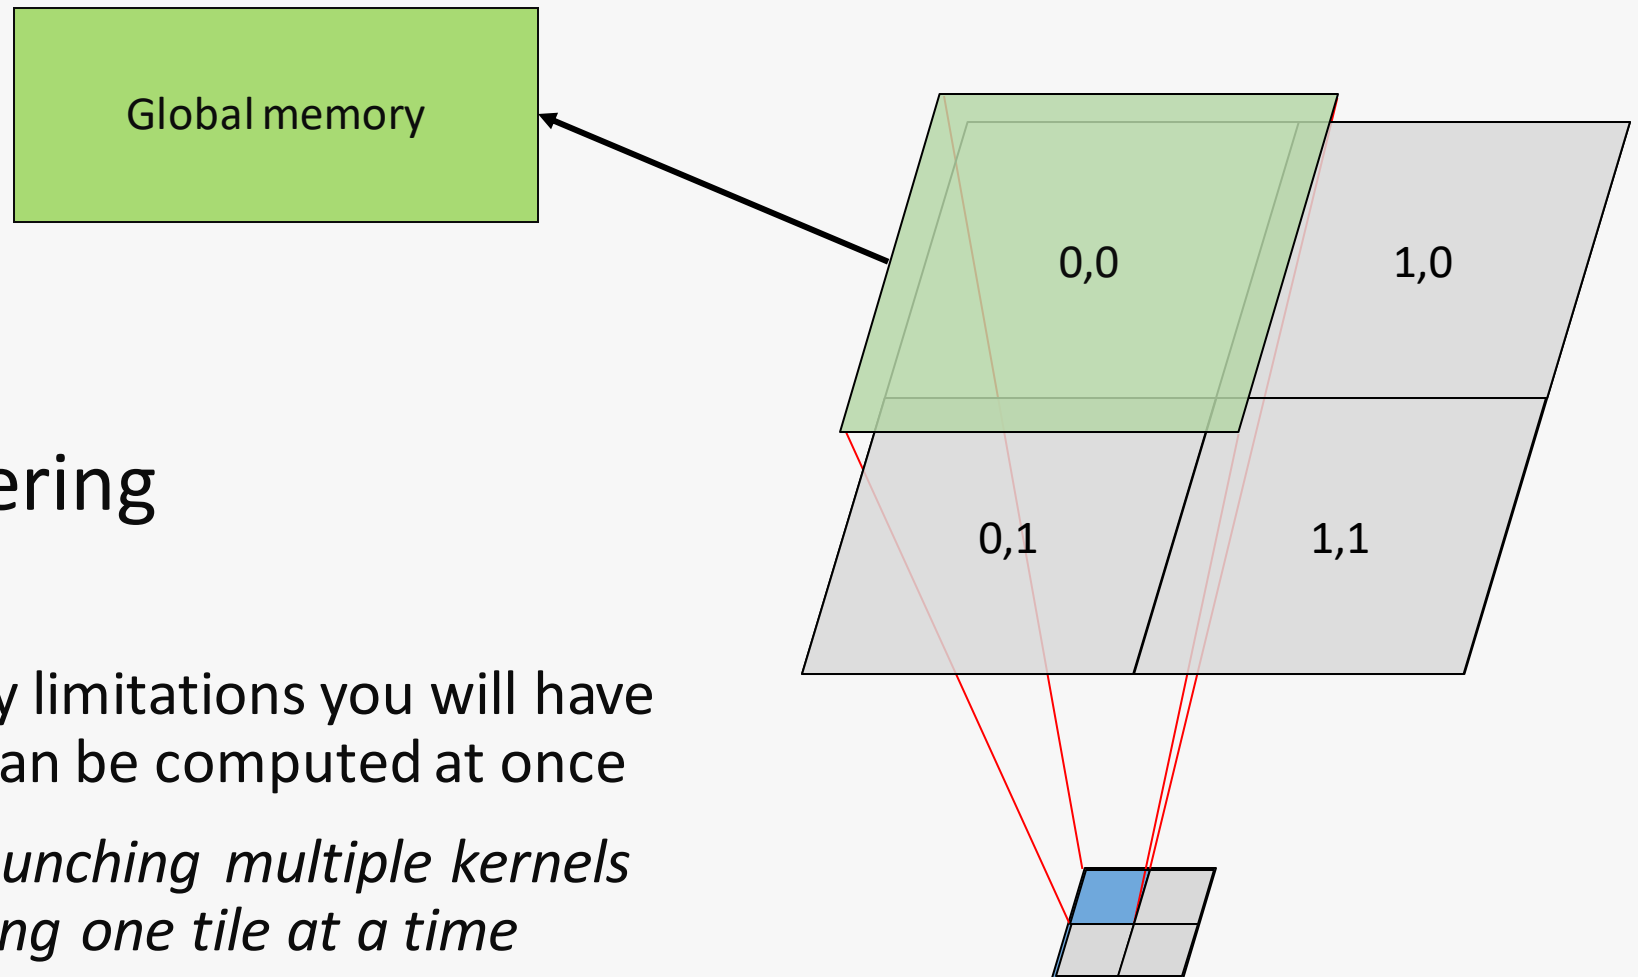 Global memory
0,0
1,0
0,1
1,1
ering
y limitations you will have
an be computed at once
unching multiple kernels
ng one tile at a time